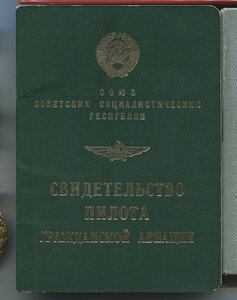 СОЮЗ
СОВЕТСКИХ СОЦИАЛИСТИЧЕСКИХ
РЕСПУБЛИК
СВИДЕТЕЛЬСТВО
ПИЛОТА
ГРАЖДАНСКОЙ АВИАЦИИ